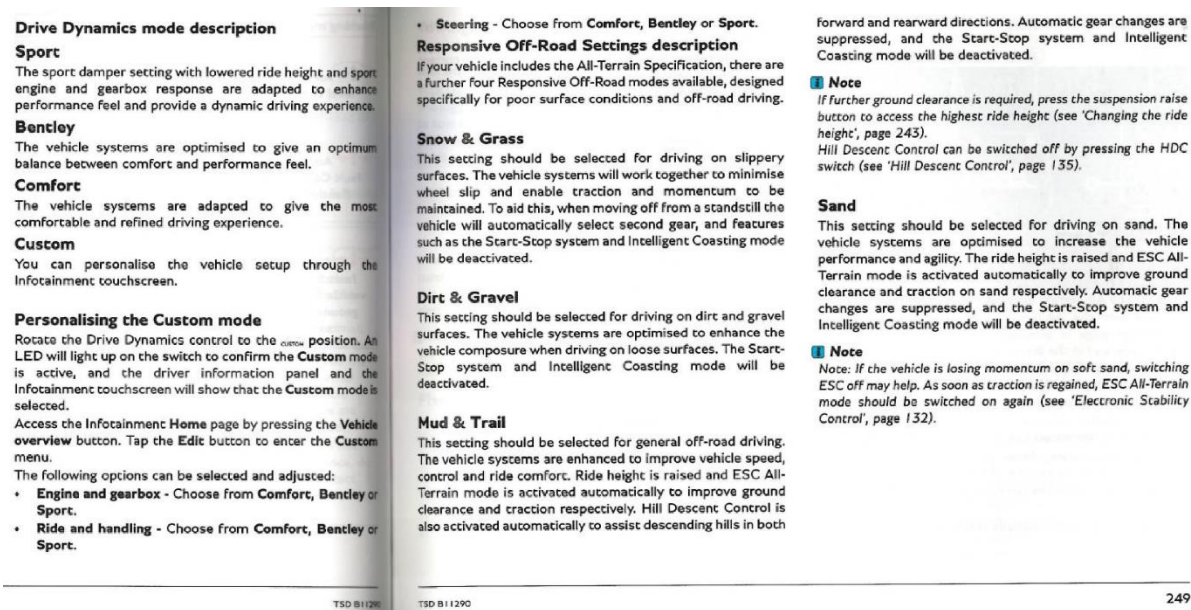 Drive Dynamics mode description
Sport
The sport damper setting with lowered ride height and sport
engine and gearbox response are adapted to enhance
performance feel and provide a dynamic driving experience.
Bentley
The vehicle systems are optimised to give an optimum
balance between comfort and performance feel.
Comfort
The vehicle systems are adapted to give the most
comfortable and refined driving experience.
Custom
You can personalise the vehicle setup through the
Infotainment touchscreen.
Personalising the Custom mode
Rotate the Drive Dynamics control to the CUSTOM position. An
LED will light up on the switch to confirm the Custom mode
is active, and the driver information panel and the
Infotainment touchscreen will show that the Custom mode is
selected.
Access the Infotainment Home page by pressing the Vehicle
overview button. Tap the Edit button to enter the Custom
menu.
The following options can be selected and adjusted:
• Engine and gearbox - Choose from Comfort, Bentley or
Sport.
• Ride and handling - Choose from Comfort, Bentley or
Sport.
TSD B11290
• Steering - Choose from Comfort, Bentley or Sport.
Responsive Off-Road Settings description
If your vehicle includes the All-Terrain Specification, there are
a further four Responsive Off-Road modes available, designed
specifically for poor surface conditions and off-road driving.
Snow & Grass
This setting should be selected for driving on slippery
surfaces. The vehicle systems will work together to minimise
wheel slip and enable traction and momentum to be
maintained. To aid this, when moving off from a standstill the
vehicle will automatically select second gear, and features
such as the Start-Stop system and Intelligent Coasting mode
will be deactivated.
Dirt & Gravel
This setting should be selected for driving on dirt and gravel
surfaces. The vehicle systems are optimised to enhance the
vehicle composure when driving on loose surfaces. The Start-
Stop system and Intelligent Coasting mode will be
deactivated.
Mud & Trail
This setting should be selected for general off-road driving.
The vehicle systems are enhanced to improve vehicle speed,
control and ride comfort. Ride height is raised and ESC All-
Terrain mode is activated automatically to improve ground
clearance and traction respectively. Hill Descent Control is
also activated automatically to assist descending hills in both
forward and rearward directions. Automatic gear changes are
suppressed, and the Start-Stop system and Intelligent
Coasting mode will be deactivated.
i Note
If further ground clearance is required, press the suspension raise
button to access the highest ride height (see 'Changing the ride
height', page 243).
Hill Descent Control can be switched off by pressing the HDC
switch (see 'Hill Descent Control', page 135).
Sand
This setting should be selected for driving on sand. The
vehicle systems are optimised to increase the vehicle
performance and agility. The ride height is raised and ESC All-
Terrain mode is activated automatically to improve ground
clearance and traction on sand respectively. Automatic gear
changes are suppressed, and the Start-Stop system and
Intelligent Coasting mode will be deactivated.
i Note
Note: If the vehicle is losing momentum on soft sand, switching
ESC off may help. As soon as traction is regained, ESC All-Terrain
mode should be switched on again (see 'Electronic Stability
Control', page 132).
TSD B11290
249